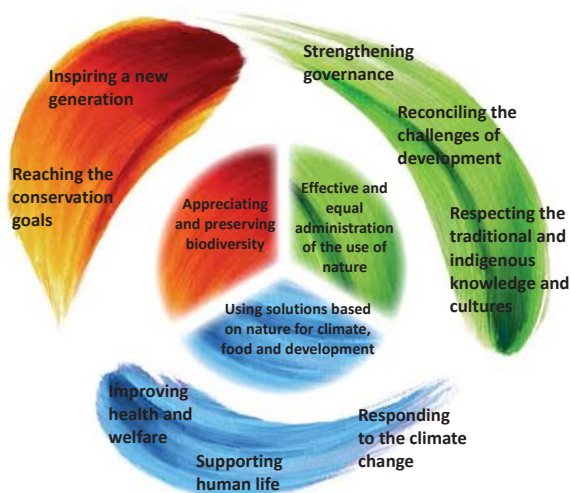 Inspiring a new
generation
Reaching the
conservation
goals
Strengthening
governance
Reconciling the
challenges of
development
Respecting the
traditional and
indigenous
knowledge and
cultures
Appreciating
and preserving
biodiversity
Effective and
equal
administration
of the use of
nature
Using solutions based
on nature for climate,
food and development
Improving
health and
welfare
Supporting
human life
Responding
to the climate
change